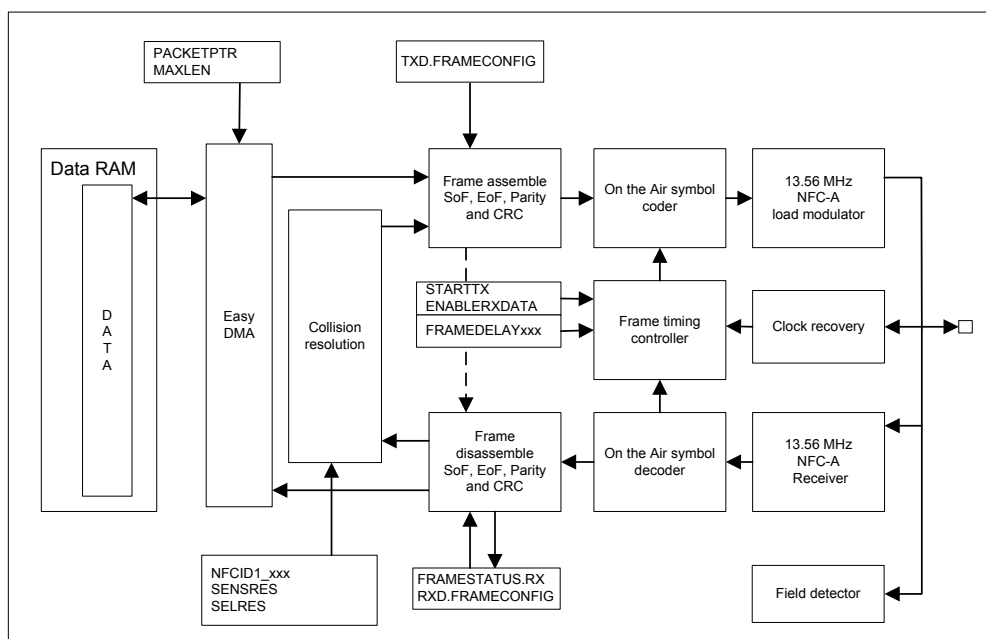 PACKETPTR
MAXLEN
TXD.FRAMECONFIG
Data RAM
D
A
T
A
Easy
DMA
Collision
resolution
Frame assemble
SoF, EoF, Parity
and CRC
On the Air symbol
coder
13.56 MHz
NFC-A
load modulator
STARTTX
ENABLERXDATA
FRAMEDELAYxxx
Frame timing
controller
Clock recovery
Frame
disassemble
SoF, EoF, Parity
and CRC
On the Air symbol
decoder
13.56 MHz
NFC-A
Receiver
NFCID1_xxx
SENSRES
SELRES
FRAMESTATUS.RX
RXD.FRAMECONFIG
Field detector